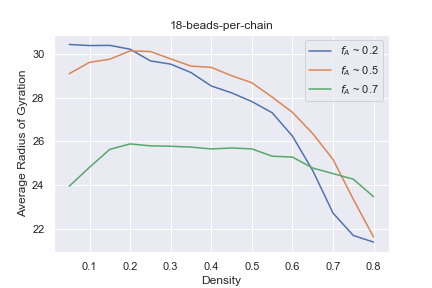 18-beads-per-chain
30
28
26
24
22
Average Radius of Gyration
f_A ~ 0.2
f_A ~ 0.5
f_A ~ 0.7
0.1 0.2 0.3 0.4 0.5 0.6 0.7 0.8
Density